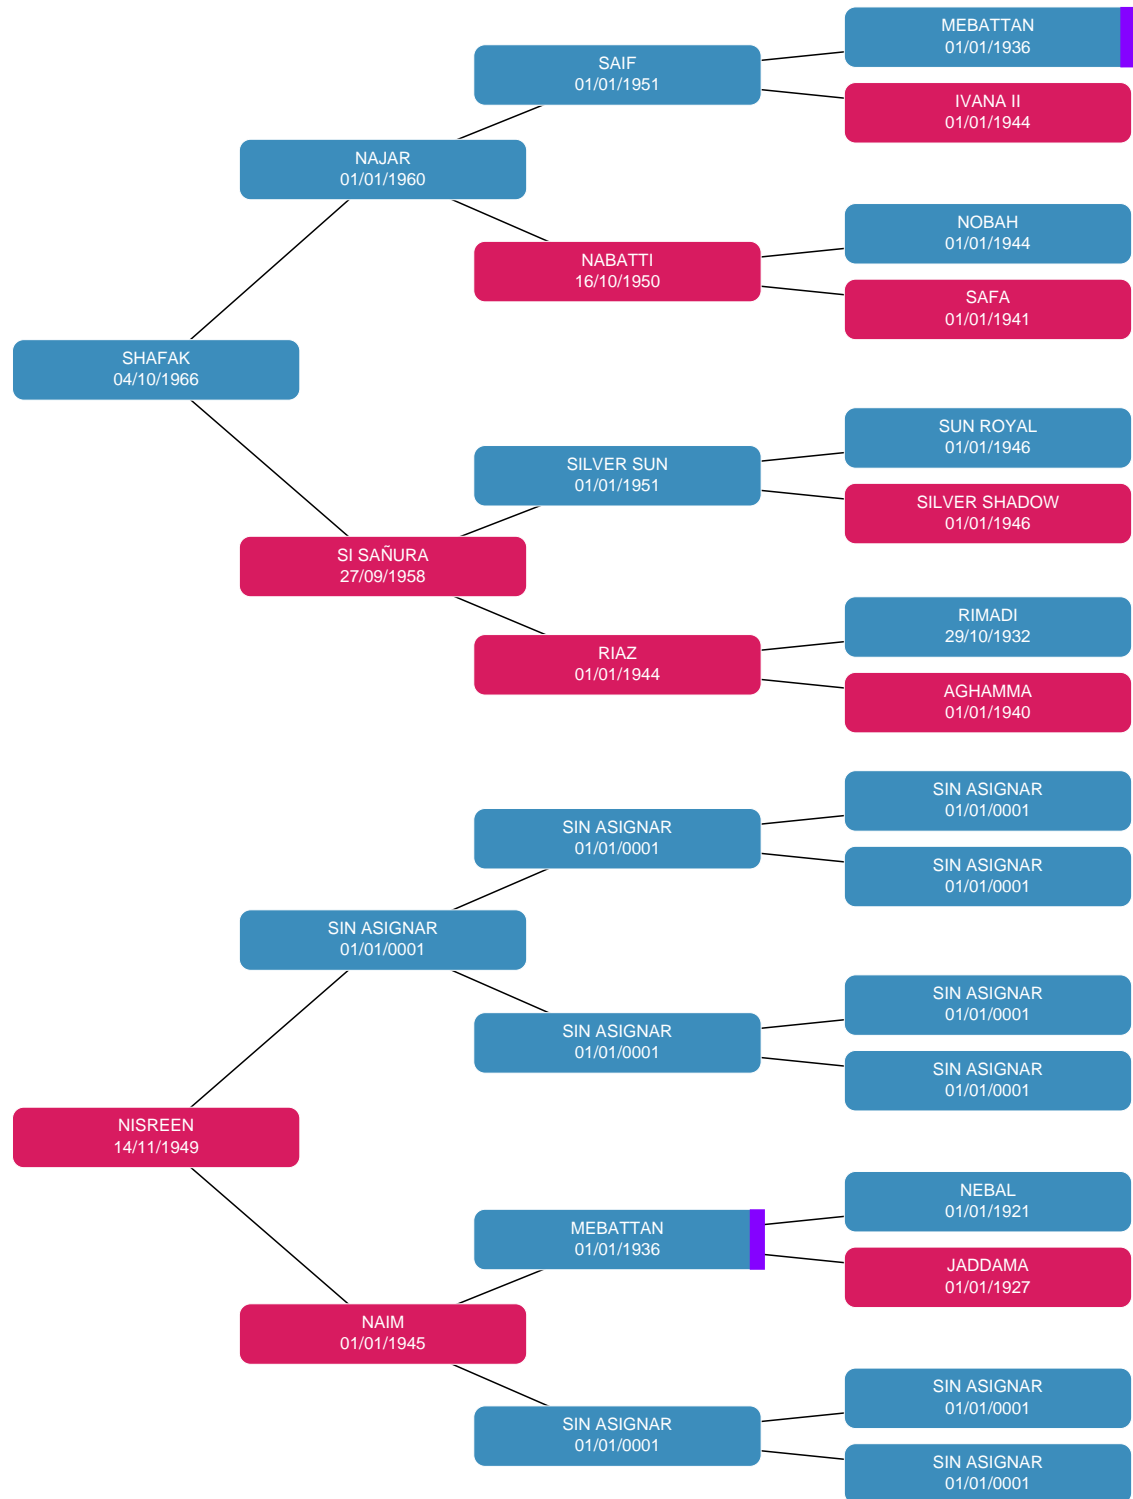 MEBATTAN
01/01/1936
SAIF
01/01/1951
IVANA II
01/01/1944
NAJAR
01/01/1960
NOBAH
01/01/1944
NABATTI
16/10/1950
SAFA
01/01/1941
SHAFAK
04/10/1966
SUN ROYAL
01/01/1946
SILVER SUN
01/01/1951
SILVER SHADOW
01/01/1946
SI SAÑURA
27/09/1958
RIMADI
29/10/1932
RIAZ
01/01/1944
AGHAMMA
01/01/1940
SIN ASIGNAR
01/01/0001
SIN ASIGNAR
01/01/0001
SIN ASIGNAR
01/01/0001
SIN ASIGNAR
01/01/0001
SIN ASIGNAR
01/01/0001
SIN ASIGNAR
01/01/0001
SIN ASIGNAR
01/01/0001
NISREEN
14/11/1949
NEBAL
01/01/1921
MEBATTAN
01/01/1936
JADDAMA
01/01/1927
NAIM
01/01/1945
SIN ASIGNAR
01/01/0001
SIN ASIGNAR
01/01/0001
SIN ASIGNAR
01/01/0001